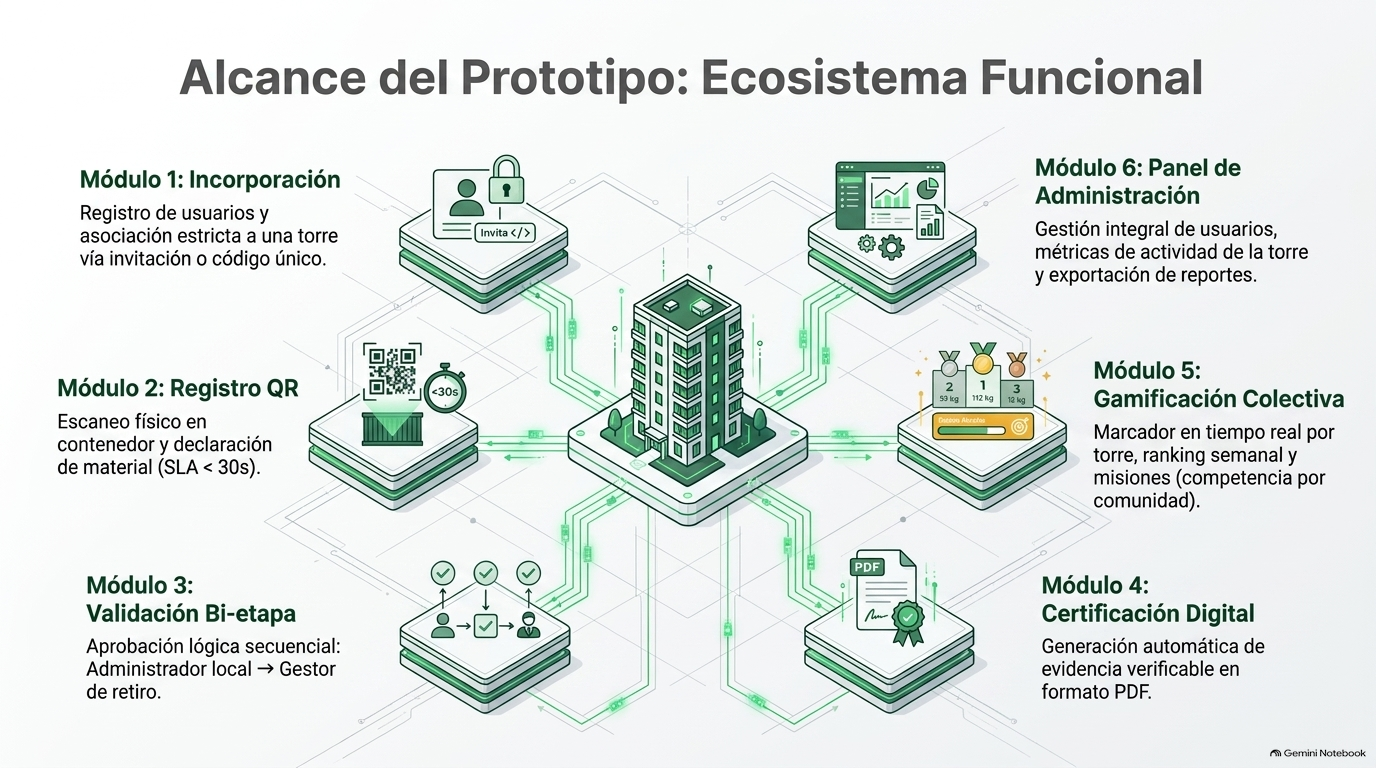 Alcance del Prototipo: Ecosistema Funcional
Módulo 1: Incorporación
Registro de usuarios y
asociación estricta a una torre
vía invitación o código único.
Invita </>
Módulo 2: Registro QR
Escaneo físico en
contenedor y declaración
de material (SLA < 30s).
<30s
Módulo 3:
Validación Bi-etapa
Aprobación lógica secuencial:
Administrador local → Gestor
de retiro.
Módulo 6: Panel de
Administración
Gestión integral de usuarios,
métricas de actividad de la torre
y exportación de reportes.
2
1
3
112 kg
Módulo 5:
Gamificación Colectiva
Marcador en tiempo real por
torre, ranking semanal y
misiones (competencia por
comunidad).
PDF
Módulo 4:
Certificación Digital
Generación automática de
evidencia verificable en
formato PDF.
Gemini Notebook